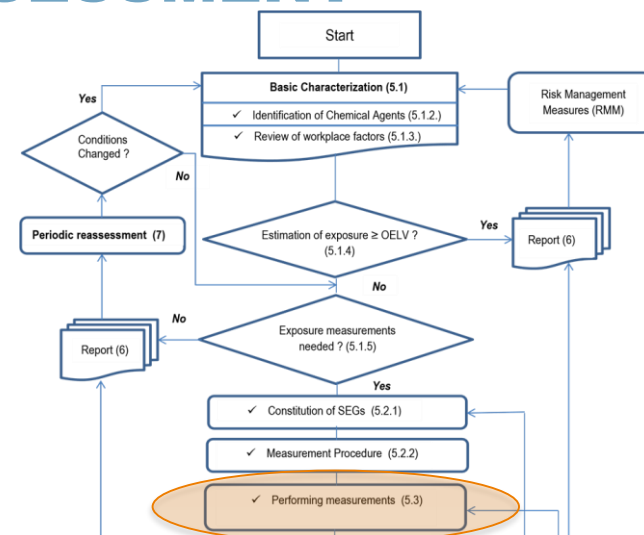 Start
Basic Characterization (5.1)
✓ Identification of Chemical Agents (5.1.2.)
✓ Review of workplace factors (5.1.3.)
Risk Management
Measures (RMM)
Yes
Conditions
Changed ?
No
Periodic reassessment (7)
Estimation of exposure ≥ OELV ?
(5.1.4)
Yes
Report (6)
No
Exposure measurements
needed ? (5.1.5)
No
Report (6)
Yes
✓ Constitution of SEGs (5.2.1)
✓ Measurement Procedure (5.2.2)
✓ Performing measurements (5.3)